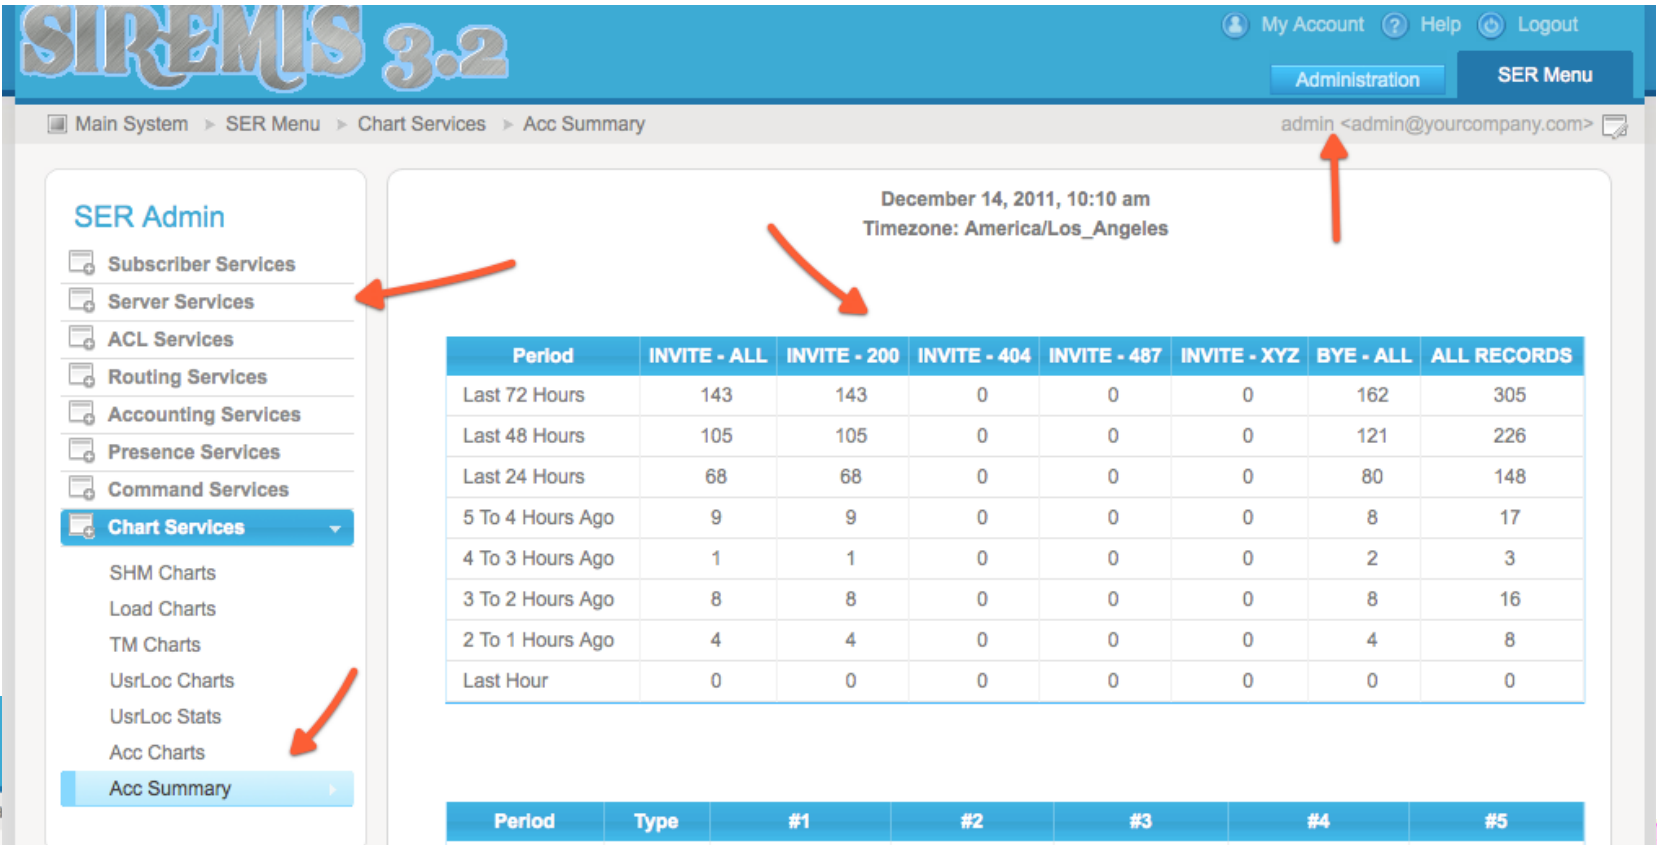 SIREMIS 3.2
My Account Help Logout
Administration SER Menu
Main System SER Menu Chart Services Acc Summary admin <admin@yourcompany.com>
SER Admin
Subscriber Services
Server Services
ACL Services
Routing Services
Accounting Services
Presence Services
Command Services
Chart Services
SHM Charts
Load Charts
TM Charts
UsrLoc Charts
UsrLoc Stats
Acc Charts
Acc Summary
December 14, 2011, 10:10 am
Timezone: America/Los_Angeles
Period INVITE - ALL INVITE - 200 INVITE - 404 INVITE - 487 INVITE - XYZ BYE - ALL ALL RECORDS
Last 72 Hours 143 143 0 0 0 162 305
Last 48 Hours 105 105 0 0 0 121 226
Last 24 Hours 68 68 0 0 0 80 148
5 To 4 Hours Ago 9 9 0 0 0 8 17
4 To 3 Hours Ago 1 1 0 0 0 2 3
3 To 2 Hours Ago 8 8 0 0 0 8 16
2 To 1 Hours Ago 4 4 0 0 0 4 8
Last Hour 0 0 0 0 0 0 0
Period Type #1 #2 #3 #4 #5